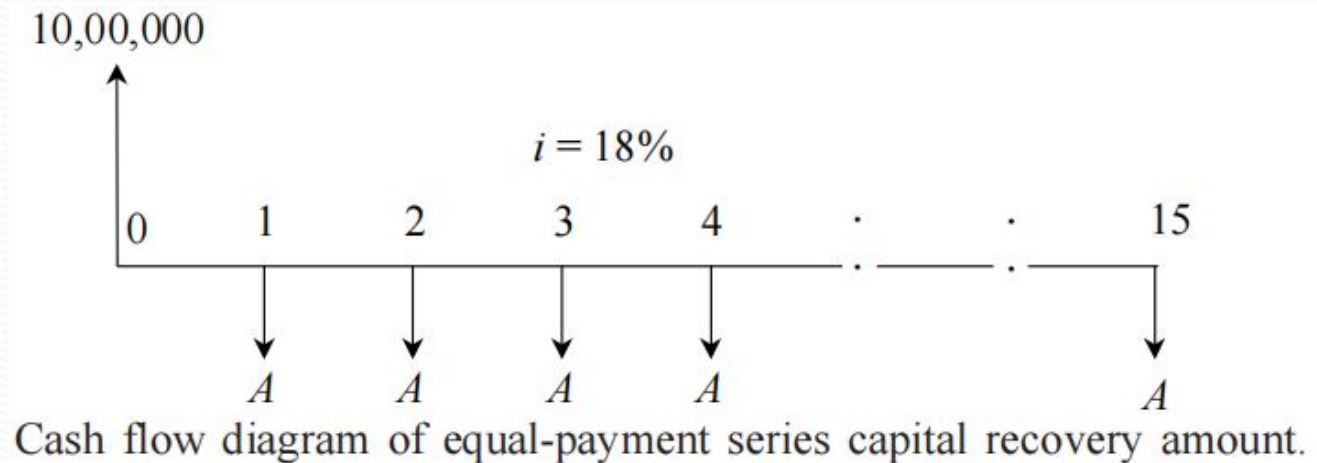 10,00,000
i = 18%
0 1 2 3 4 . . 15
A A A A A
Cash flow diagram of equal-payment series capital recovery amount.